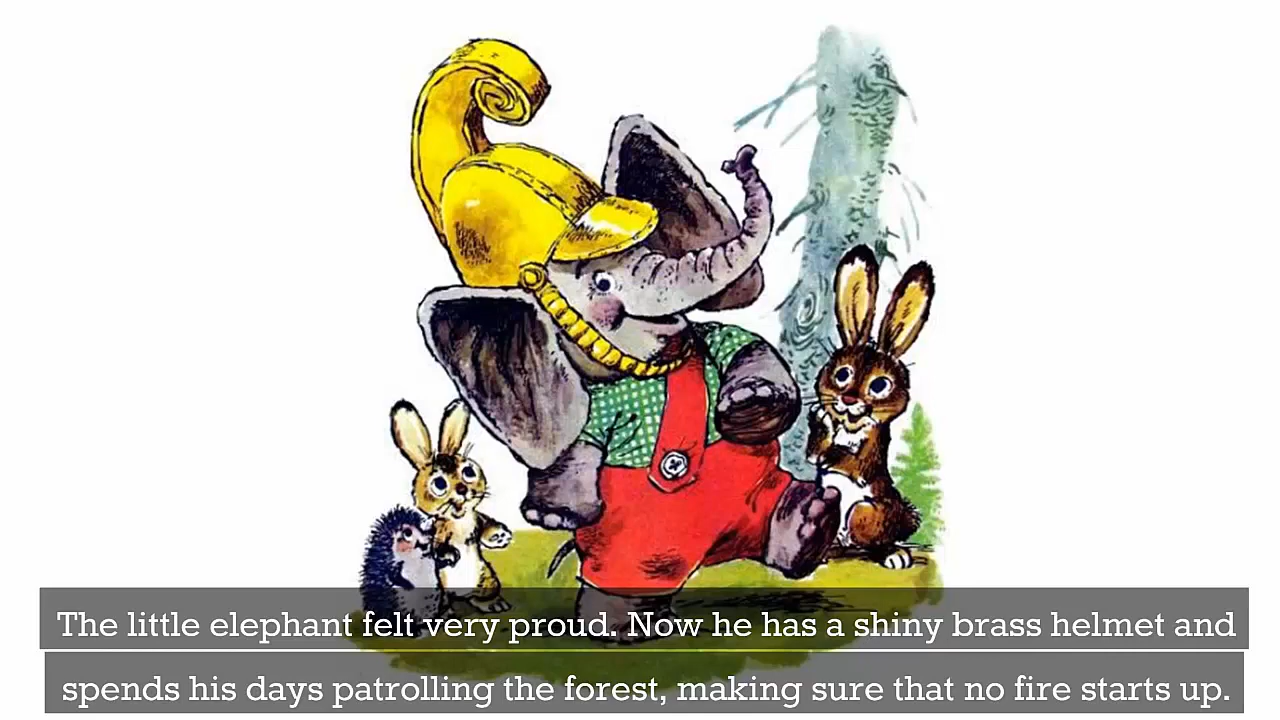 The little elephant felt very proud. Now he has a shiny brass helmet and
spends his days patrolling the forest, making sure that no fire starts up.